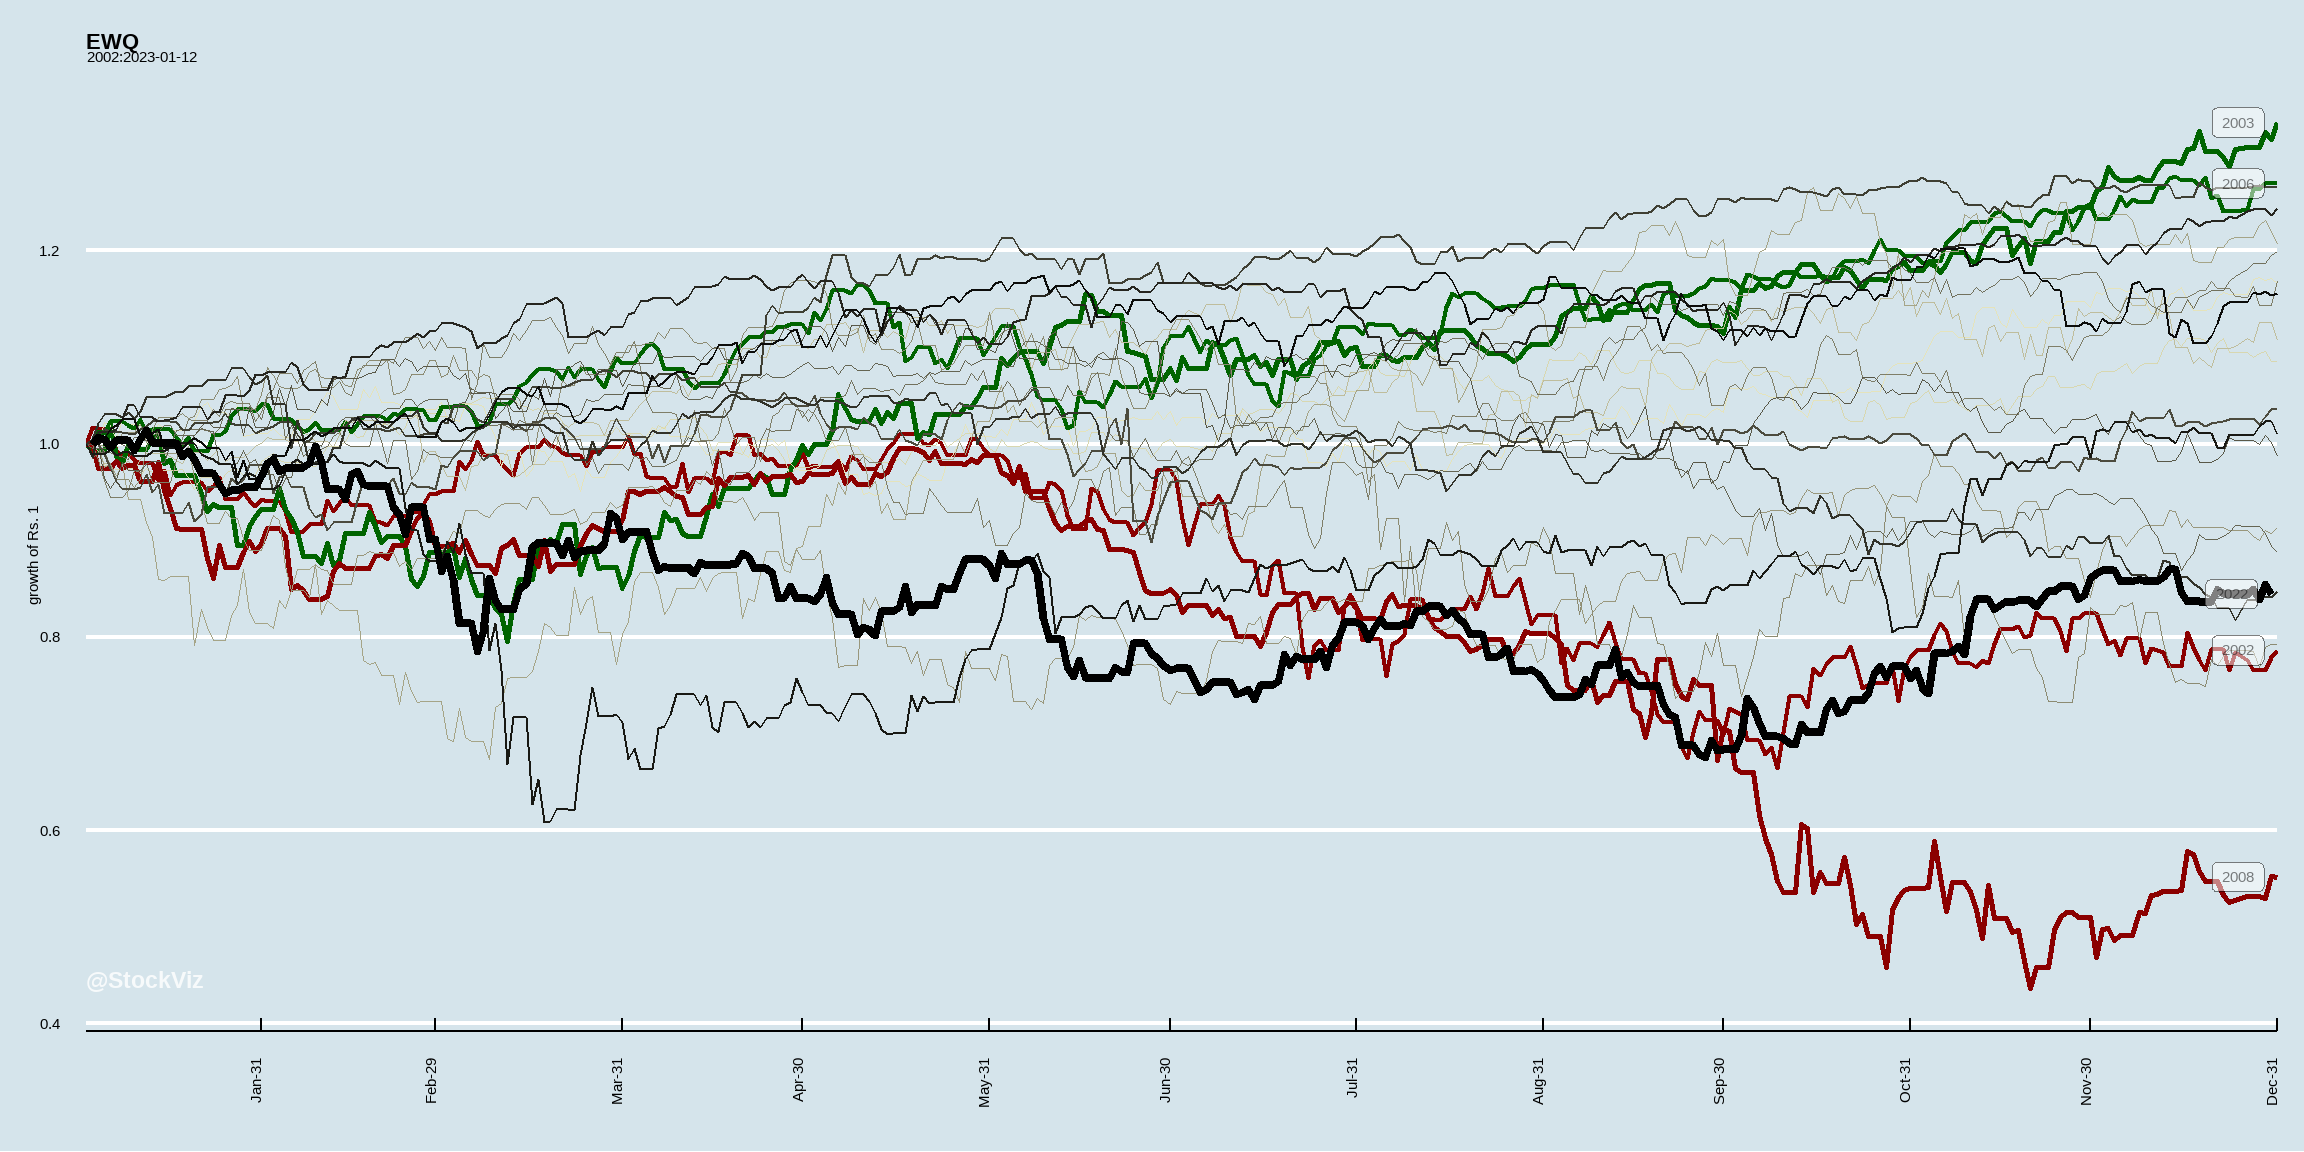 EWQ
2002:2023-01-12
2003
2006
1.2
1.0
growth of Rs. 1
0.8
2022
2002
0.6
2008
@StockViz
0.4
Jan-31
Feb-29
Mar-31
Apr-30
May-31
Jun-30
Jul-31
Aug-31
Sep-30
Oct-31
Nov-30
Dec-31